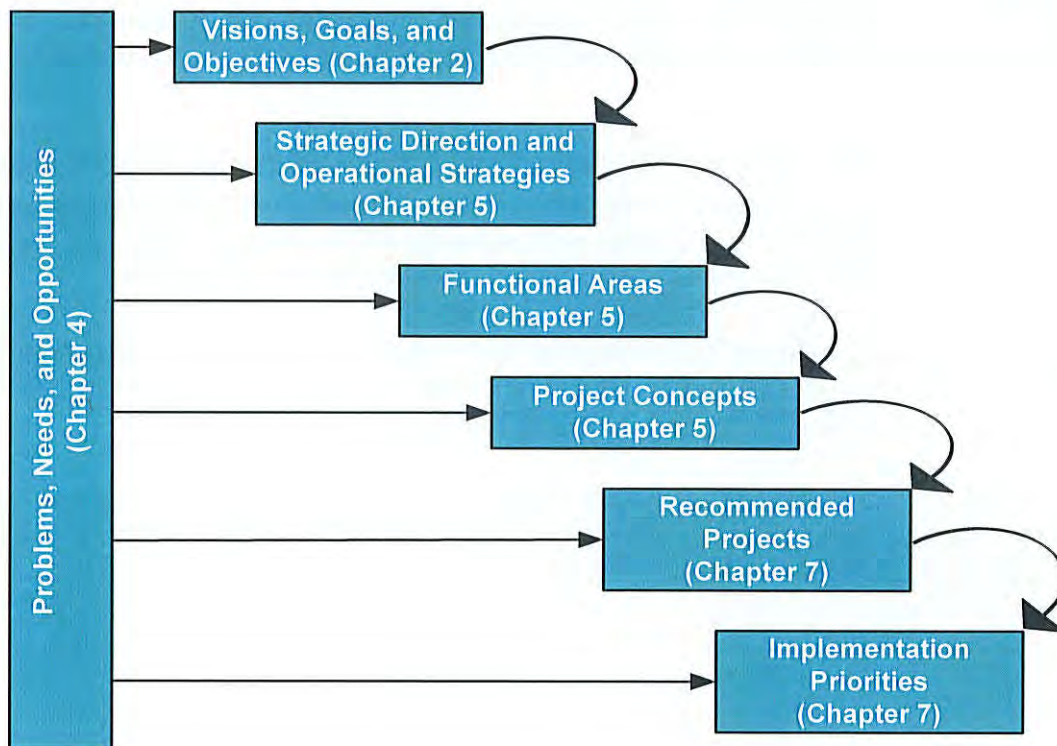 Problems, Needs, and Opportunities
(Chapter 4)
Visions, Goals, and
Objectives (Chapter 2)
Strategic Direction and
Operational Strategies
(Chapter 5)
Functional Areas
(Chapter 5)
Project Concepts
(Chapter 5)
Recommended
Projects
(Chapter 7)
Implementation
Priorities
(Chapter 7)